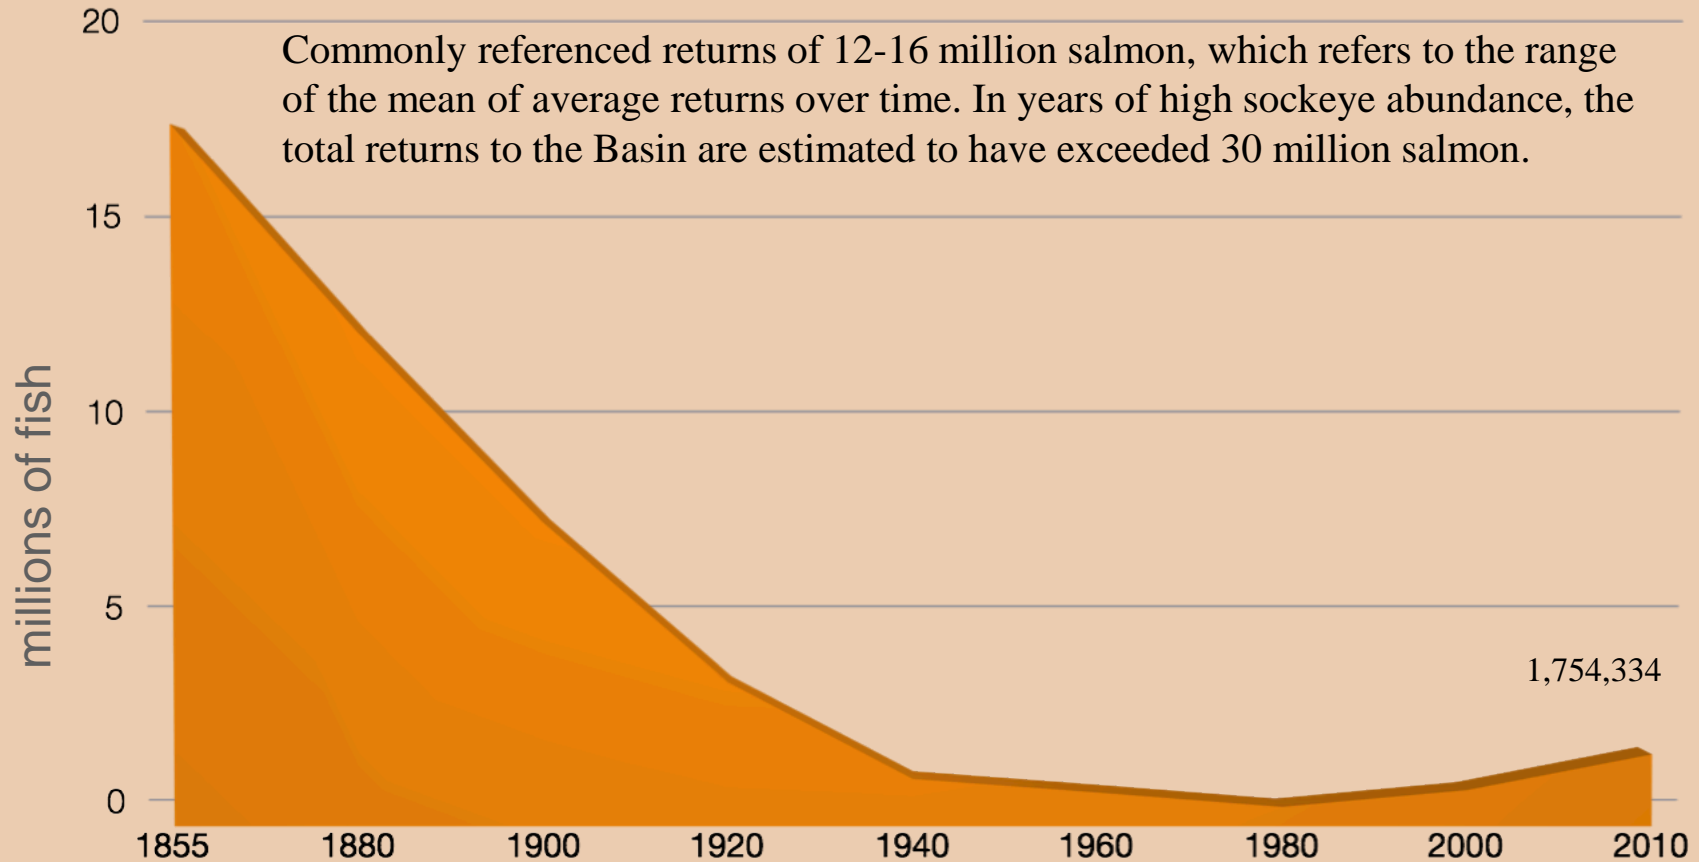 20
Commonly referenced returns of 12-16 million salmon, which refers to the range
of the mean of average returns over time. In years of high sockeye abundance, the
total returns to the Basin are estimated to have exceeded 30 million salmon.
15
10
millions of fish
5
1,754,334
0
1855 1880 1900 1920 1940 1960 1980 2000 2010